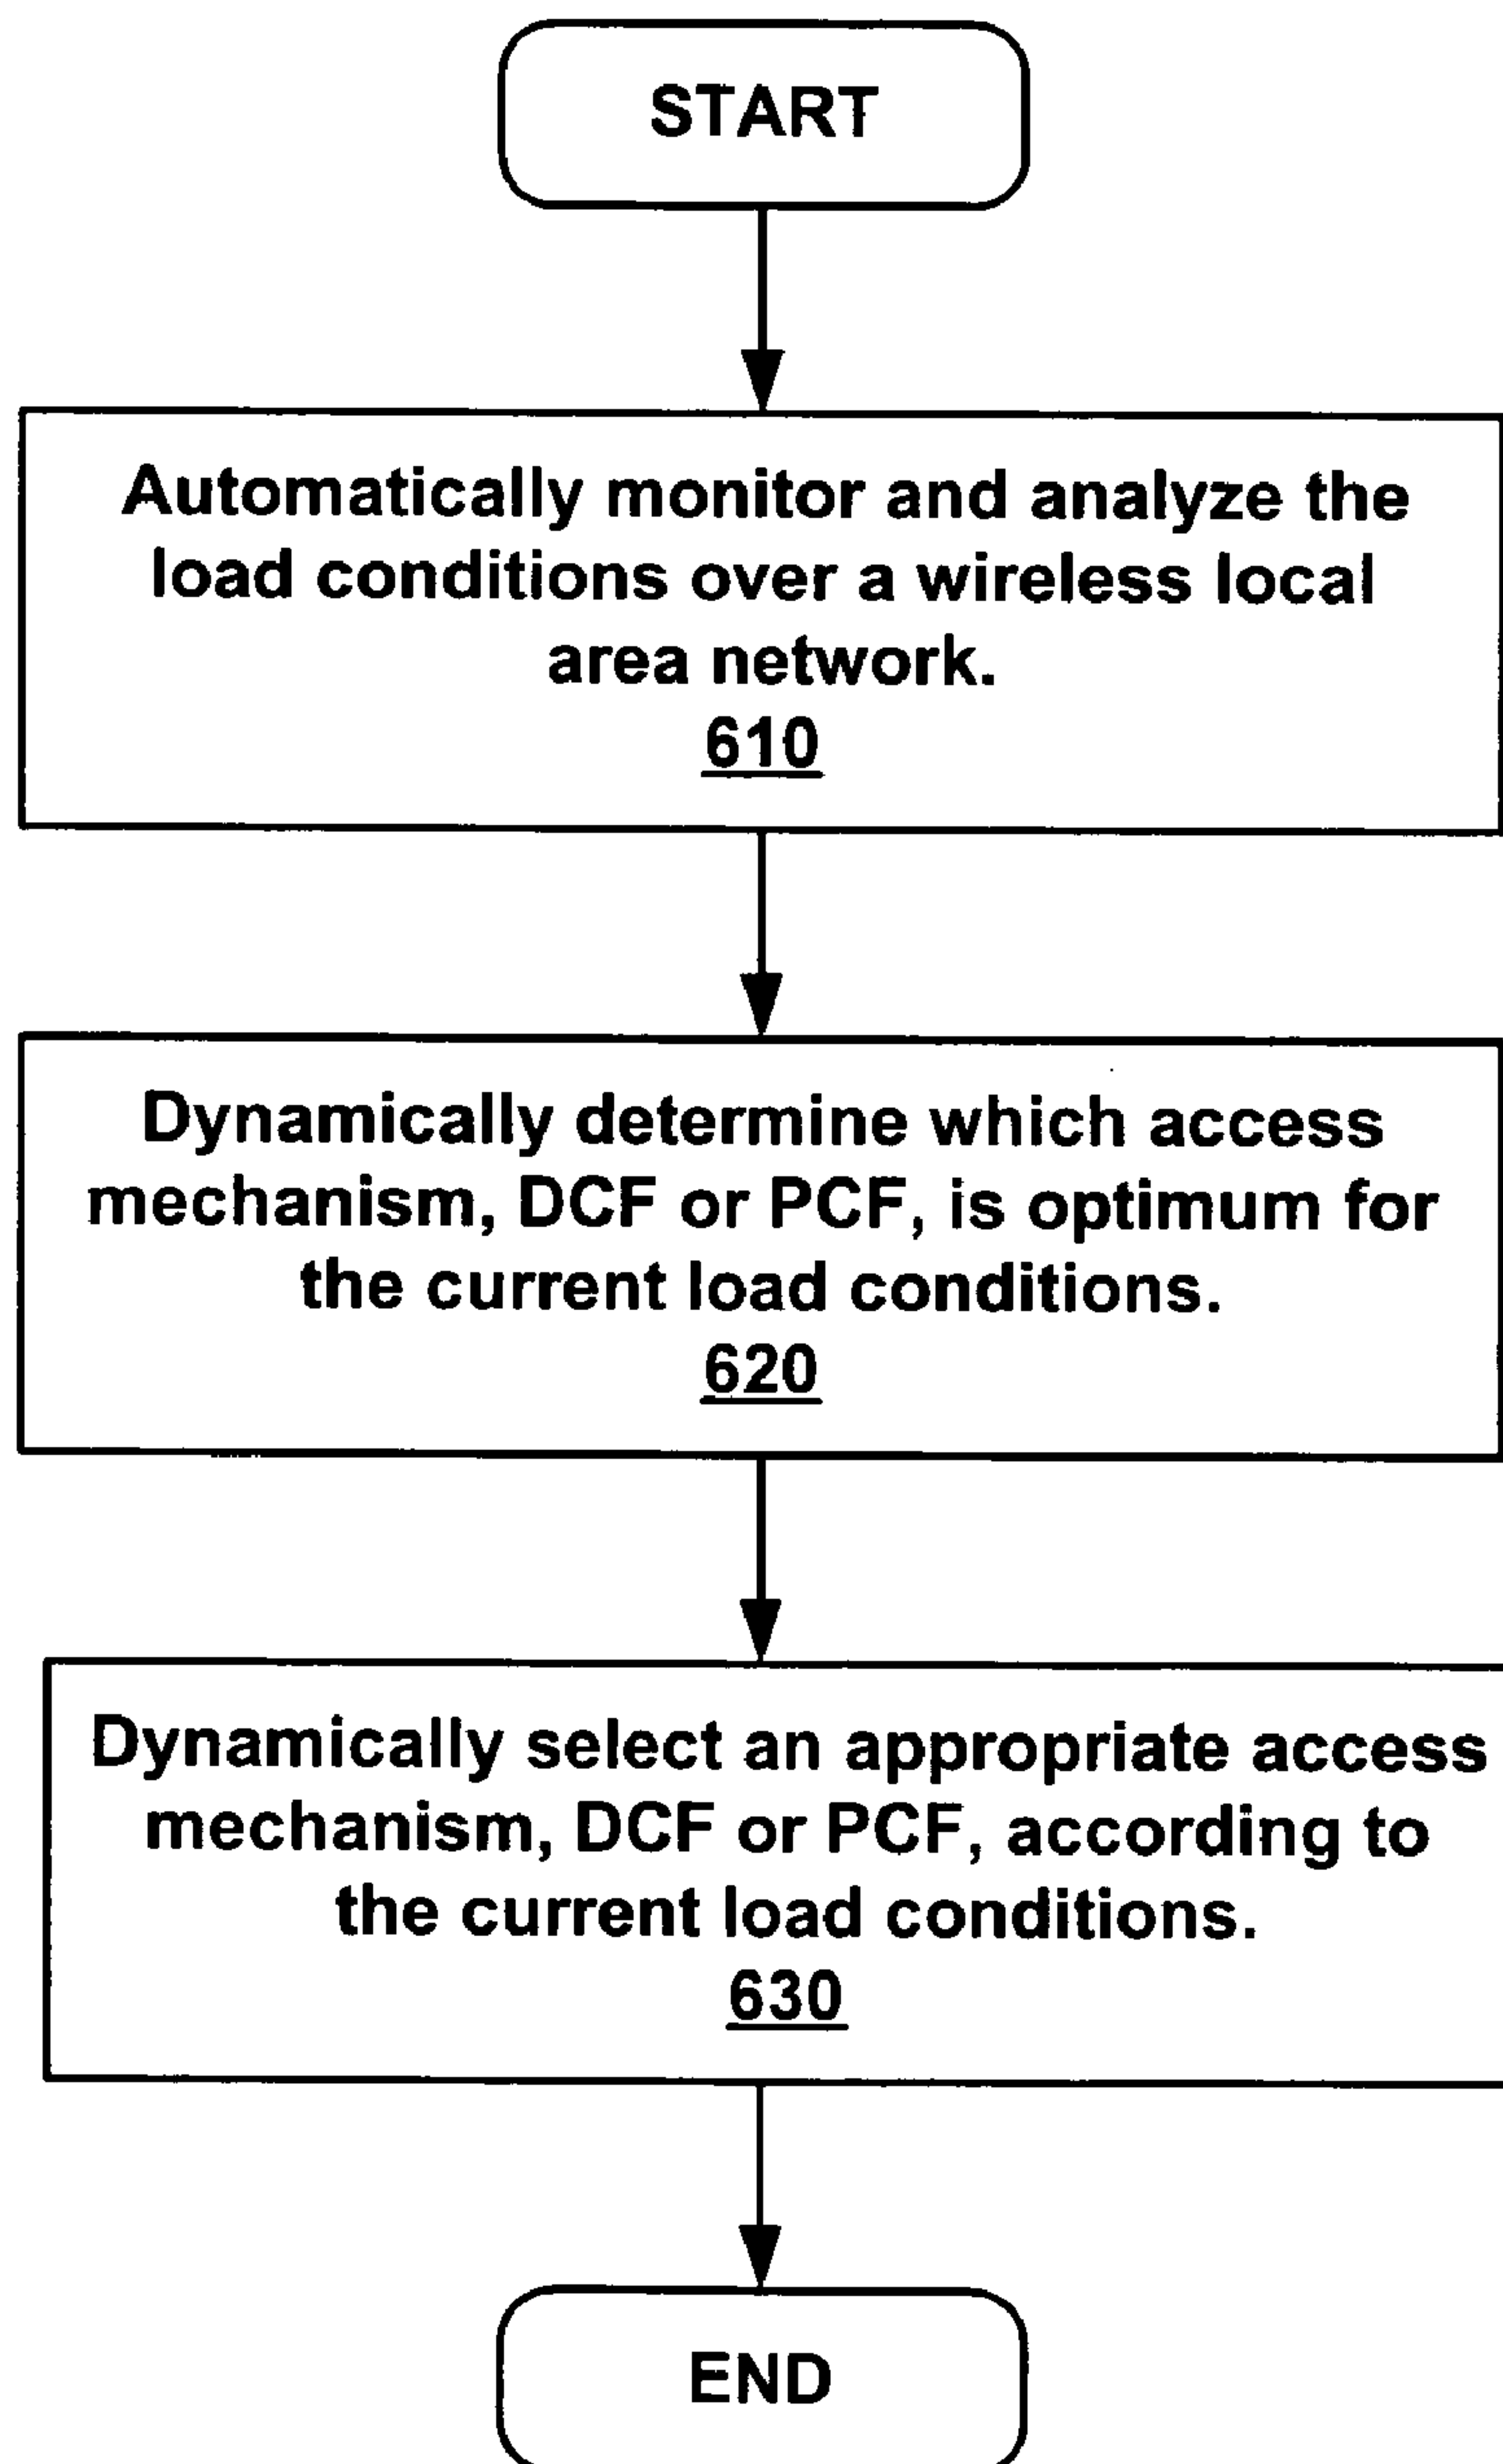 START
Automatically monitor and analyze the
load conditions over a wireless local
area network.
610
Dynamically determine which access
mechanism, DCF or PCF, is optimum for
the current load conditions.
620
Dynamically select an appropriate access
mechanism, DCF or PCF, according to
the current load conditions.
630
END